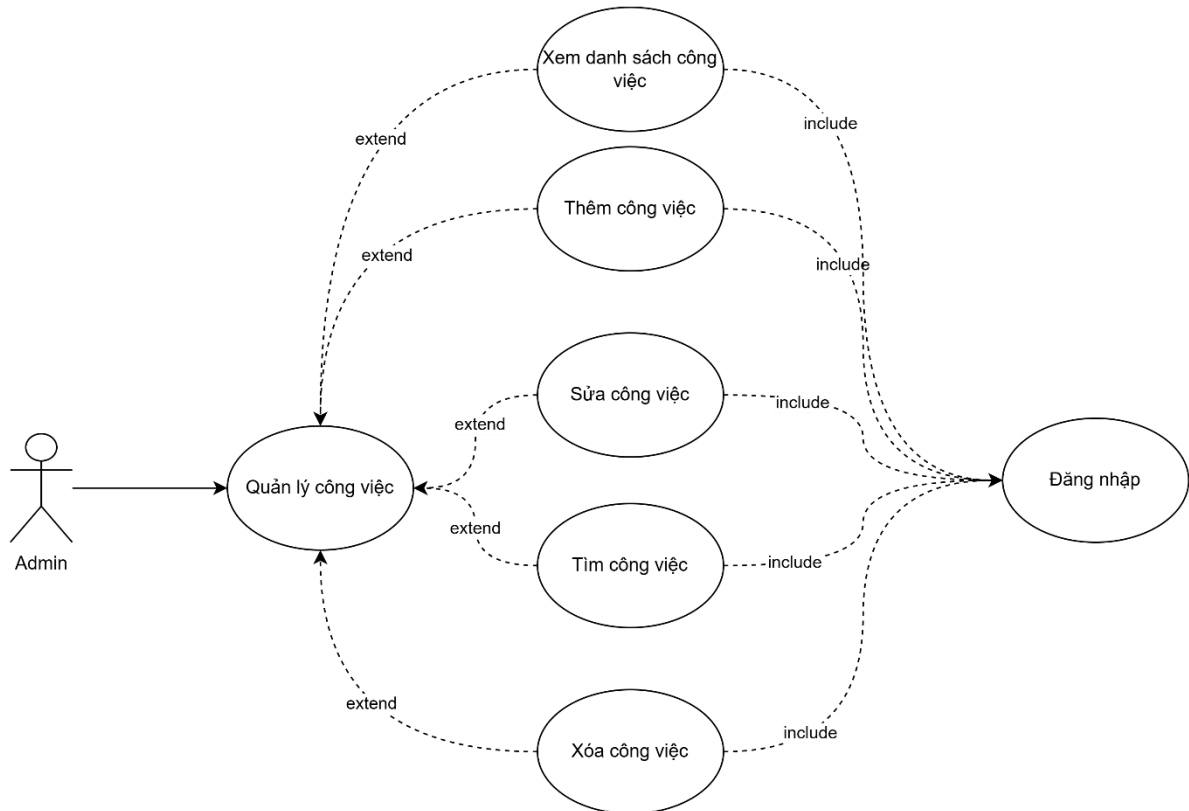 Xem danh sách công
việc
include
extend
Thêm công việc
extend
include
Sửa công việc
include
extend
Quản lý công việc
Đăng nhập
extend
Tìm công việc
include
Admin
extend
include
Xóa công việc